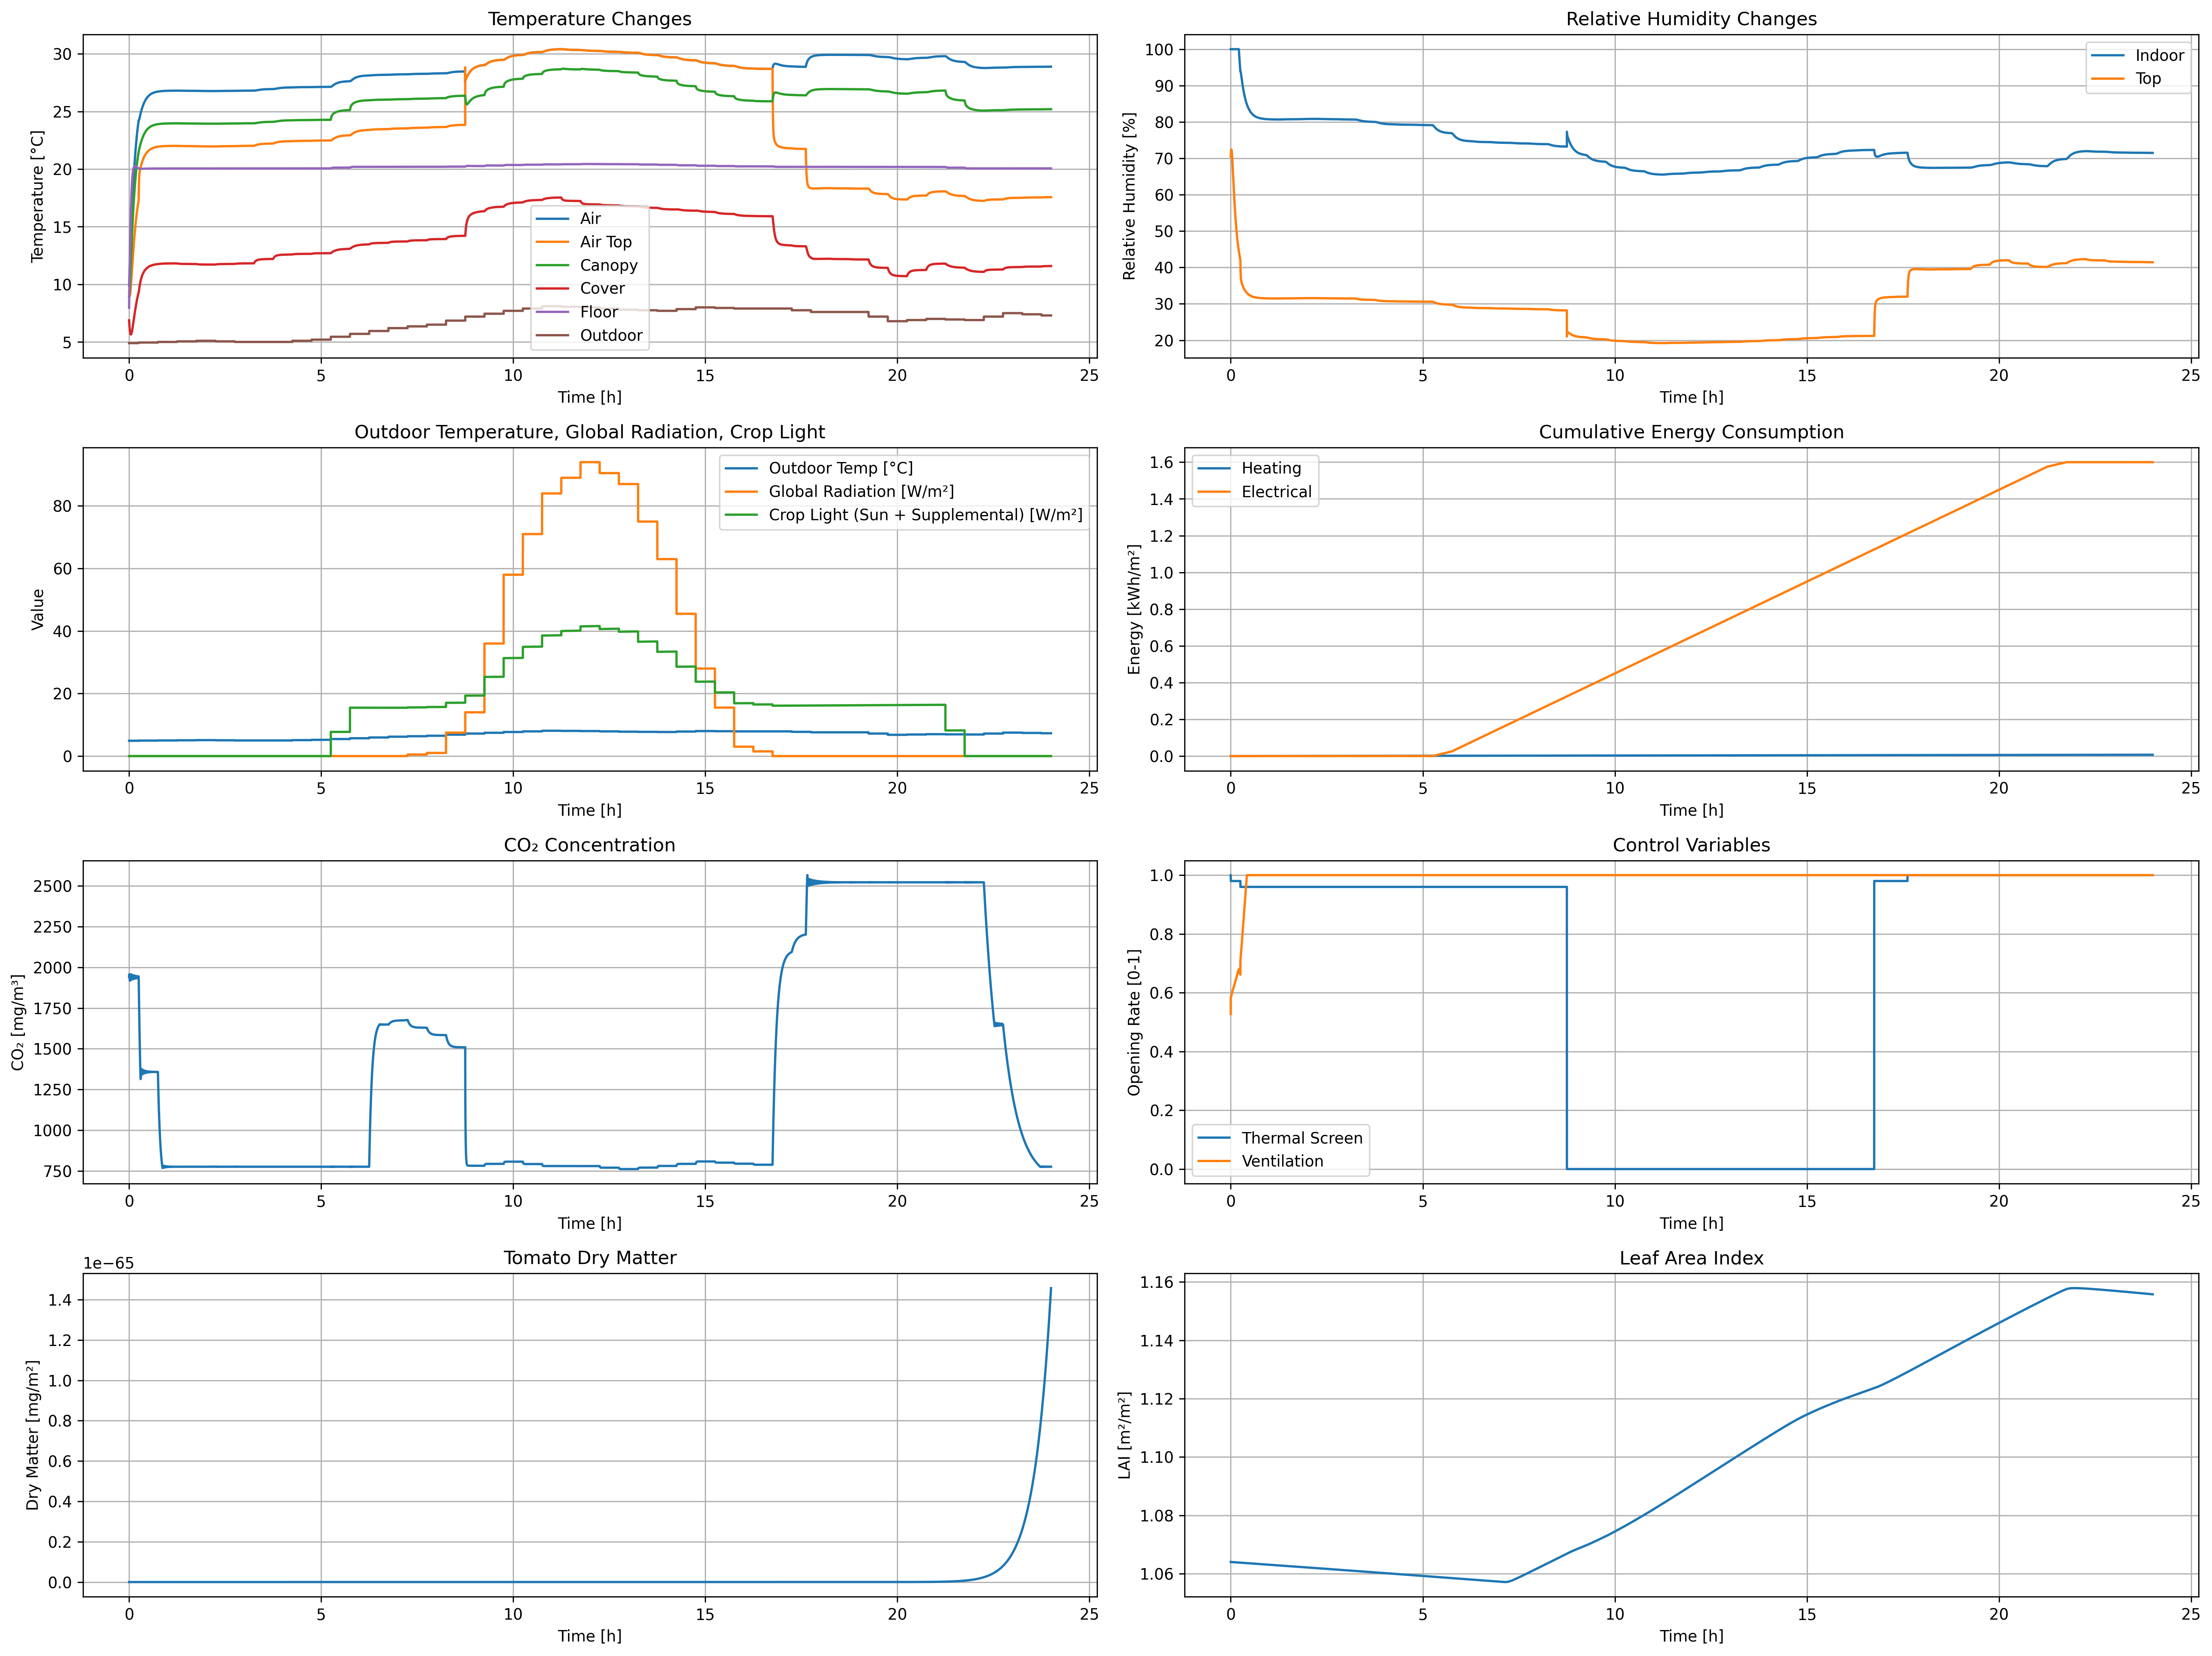 Temperature Changes
Temperature [°C]
30
25
20
15
10
5
Air
Air Top
Canopy
Cover
Floor
Outdoor
0 5 10 15 20 25
Time [h]
Relative Humidity Changes
Relative Humidity [%]
100
90
80
70
60
50
40
30
20
Indoor
Top
0 5 10 15 20 25
Time [h]
Outdoor Temperature, Global Radiation, Crop Light
Value
80
60
40
20
0
Outdoor Temp [°C]
Global Radiation [W/m²]
Crop Light (Sun + Supplemental) [W/m²]
0 5 10 15 20 25
Time [h]
Cumulative Energy Consumption
Energy [kWh/m²]
1.6
1.4
1.2
1.0
0.8
0.6
0.4
0.2
0.0
Heating
Electrical
0 5 10 15 20 25
Time [h]
CO₂ Concentration
CO₂ [mg/m³]
2500
2250
2000
1750
1500
1250
1000
750
0 5 10 15 20 25
Time [h]
Control Variables
Opening Rate [0-1]
1.0
0.8
0.6
0.4
0.2
0.0
Thermal Screen
Ventilation
0 5 10 15 20 25
Time [h]
Tomato Dry Matter
1e−65
Dry Matter [mg/m²]
1.4
1.2
1.0
0.8
0.6
0.4
0.2
0.0
0 5 10 15 20 25
Time [h]
Leaf Area Index
LAI [m²/m²]
1.16
1.14
1.12
1.10
1.08
1.06
0 5 10 15 20 25
Time [h]